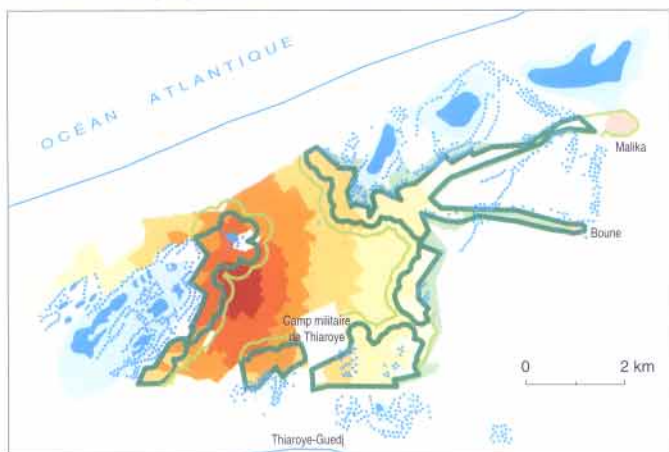 OCÉAN ATLANTIQUE
Malika
Boune
Camp militaire
de Thiaroye
0 2 km
Thiaroye-Guedj